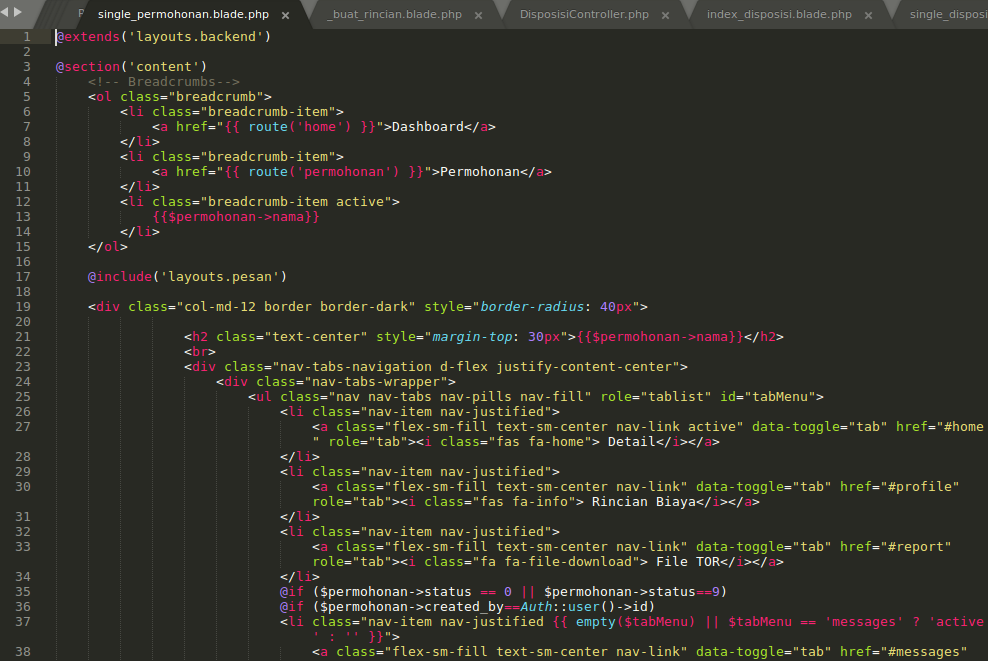 single_permohonan.blade.php × _buat_rincian.blade.php × DisposisiController.php × index_disposisi.blade.php × single_disposi
1 @extends('layouts.backend')
2
3 @section('content')
4 <!-- Breadcrumbs-->
5 <ol class="breadcrumb">
6 <li class="breadcrumb-item">
7 <a href="{{ route('home') }}">Dashboard</a>
8 </li>
9 <li class="breadcrumb-item">
10 <a href="{{ route('permohonan') }}">Permohonan</a>
11 </li>
12 <li class="breadcrumb-item active">
13 {{$permohonan->nama}}
14 </li>
15 </ol>
16
17 @include('layouts.pesan')
18
19 <div class="col-md-12 border border-dark" style="border-radius: 40px">
20
21 <h2 class="text-center" style="margin-top: 30px">{{$permohonan->nama}}</h2>
22 <br>
23 <div class="nav-tabs-navigation d-flex justify-content-center">
24 <div class="nav-tabs-wrapper">
25 <ul class="nav nav-tabs nav-pills nav-fill" role="tablist" id="tabMenu">
26 <li class="nav-item nav-justified">
27 <a class="flex-sm-fill text-sm-center nav-link active" data-toggle="tab" href="#home
" role="tab"><i class="fas fa-home"> Detail</i></a>
28 </li>
29 <li class="nav-item nav-justified">
30 <a class="flex-sm-fill text-sm-center nav-link" data-toggle="tab" href="#profile"
role="tab"><i class="fas fa-info"> Rincian Biaya</i></a>
31 </li>
32 <li class="nav-item nav-justified">
33 <a class="flex-sm-fill text-sm-center nav-link" data-toggle="tab" href="#report"
role="tab"><i class="fa fa-file-download"> File TOR</i></a>
34 </li>
35 @if ($permohonan->status == 0 || $permohonan->status==9)
36 @if ($permohonan->created_by==Auth::user()->id)
37 <li class="nav-item nav-justified {{ empty($tabMenu) || $tabMenu == 'messages' ? 'active
' : '' }}">
38 <a class="flex-sm-fill text-sm-center nav-link" data-toggle="tab" href="#messages"